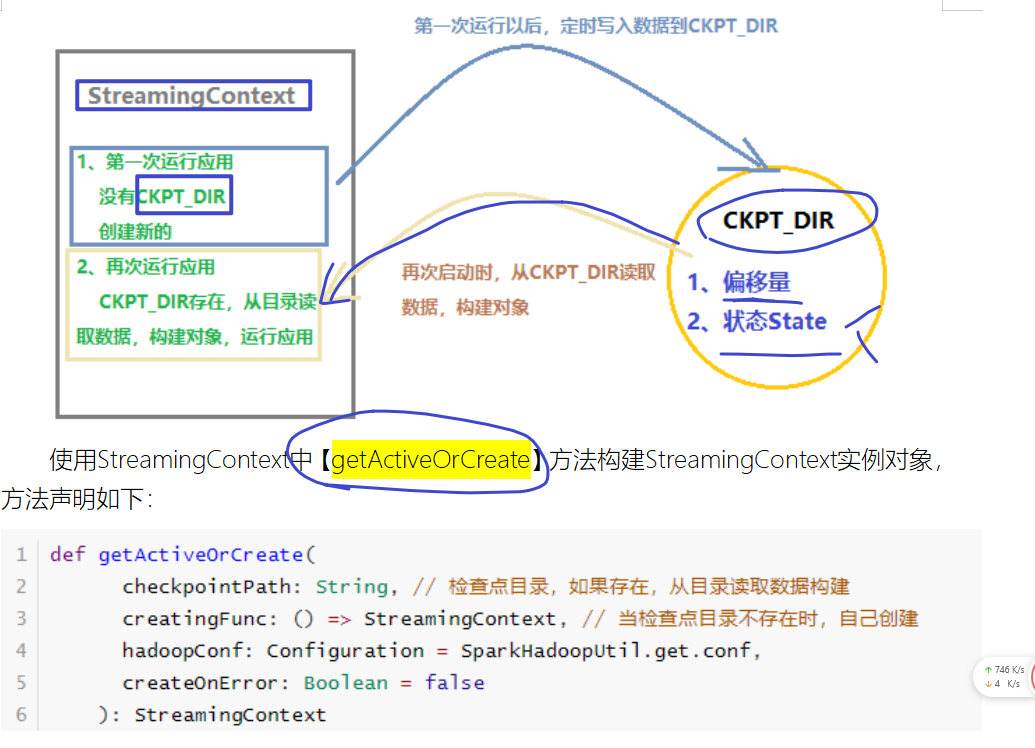 第一次运行以后，定时写入数据到CKPT_DIR
StreamingContext
1、第一次运行应用
没有CKPT_DIR
创建新的
2、再次运行应用
CKPT_DIR存在，从目录读
取数据，构建对象，运行应用
再次启动时，从CKPT_DIR读取
数据，构建对象
CKPT_DIR
1、偏移量
2、状态State
使用StreamingContext中【getActiveOrCreate】方法构建StreamingContext实例对象，
方法声明如下：
1 def getActiveOrCreate(
2 checkpointPath: String, // 检查点目录，如果存在，从目录读取数据构建
3 creatingFunc: () => StreamingContext, // 当检查点目录不存在时，自己创建
4 hadoopConf: Configuration = SparkHadoopUtil.get.conf,
5 createOnError: Boolean = false
6 ): StreamingContext
↑ 746 K/s
↓ 4 K/s